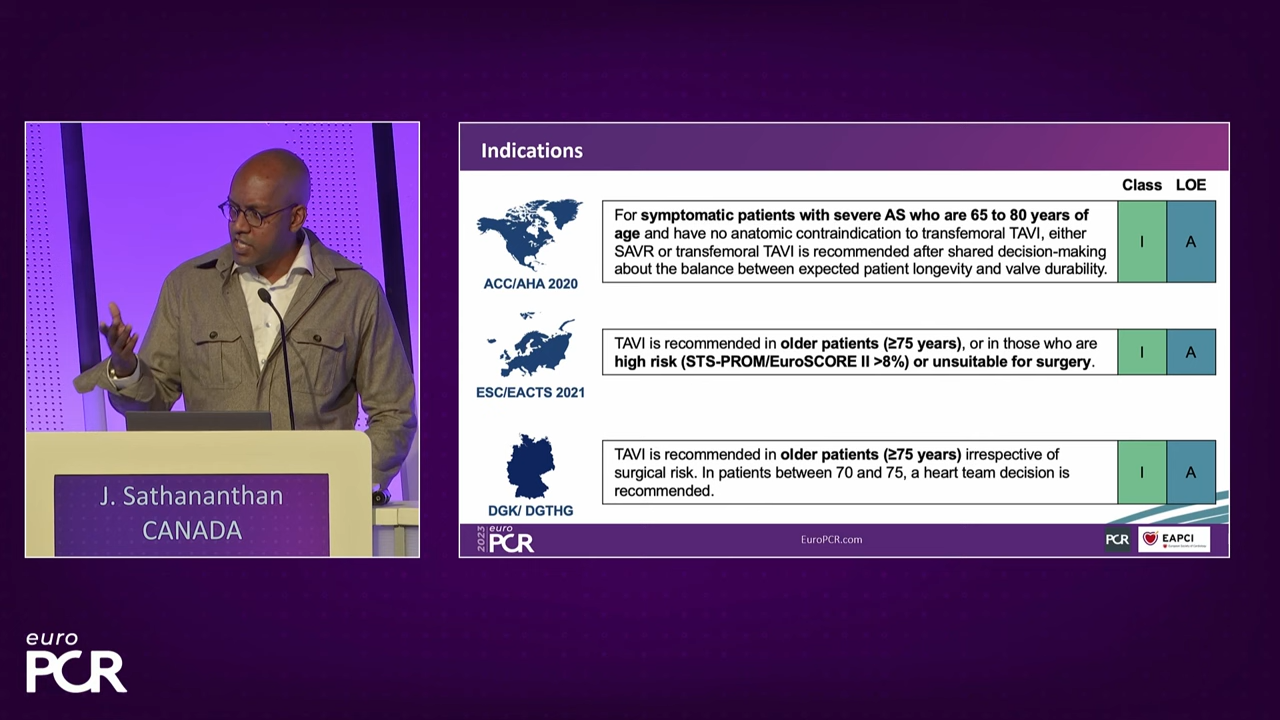 J. Sathananthan
CANADA
Indications
Class LOE
ACC/AHA 2020
For symptomatic patients with severe AS who are 65 to 80 years of
age and have no anatomic contraindication to transfemoral TAVI, either
SAVR or transfemoral TAVI is recommended after shared decision-making
about the balance between expected patient longevity and valve durability.
I A
ESC/EACTS 2021
TAVI is recommended in older patients (≥75 years), or in those who are
high risk (STS-PROM/EuroSCORE II >8%) or unsuitable for surgery.
I A
DGK/ DGTHG
TAVI is recommended in older patients (≥75 years) irrespective of
surgical risk. In patients between 70 and 75, a heart team decision is
recommended.
I A
2023 euro
PCR
EuroPCR.com
PCR
EAPCI
euro
PCR